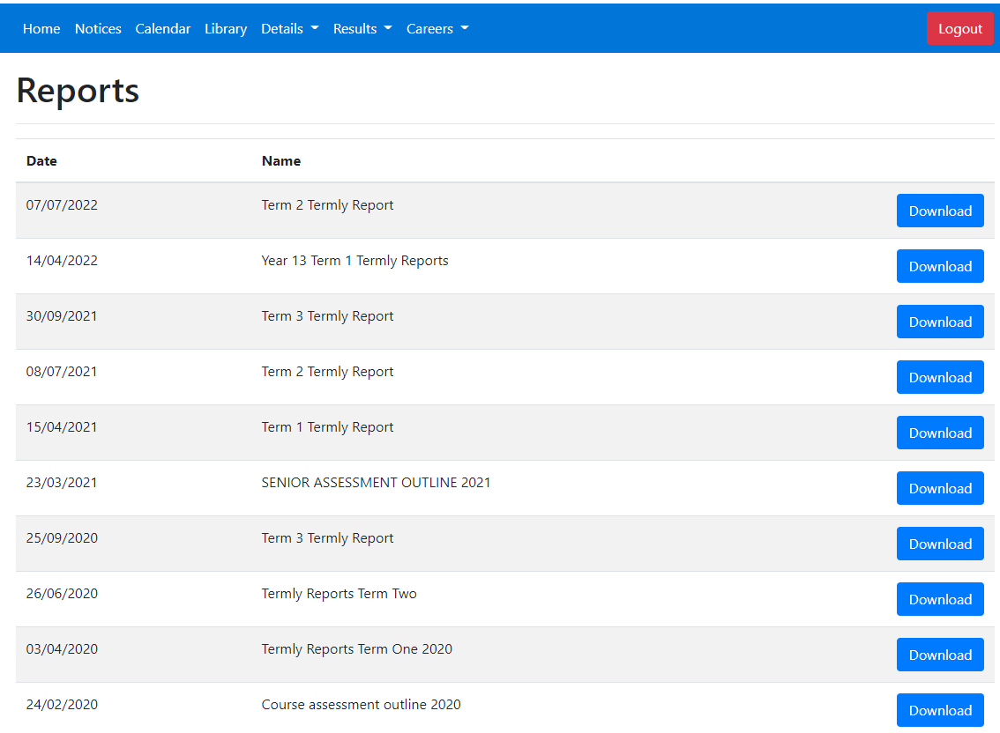 Home Notices Calendar Library Details Results Careers Logout
Reports
Date Name
07/07/2022 Term 2 Termly Report Download
14/04/2022 Year 13 Term 1 Termly Reports Download
30/09/2021 Term 3 Termly Report Download
08/07/2021 Term 2 Termly Report Download
15/04/2021 Term 1 Termly Report Download
23/03/2021 SENIOR ASSESSMENT OUTLINE 2021 Download
25/09/2020 Term 3 Termly Report Download
26/06/2020 Termly Reports Term Two Download
03/04/2020 Termly Reports Term One 2020 Download
24/02/2020 Course assessment outline 2020 Download